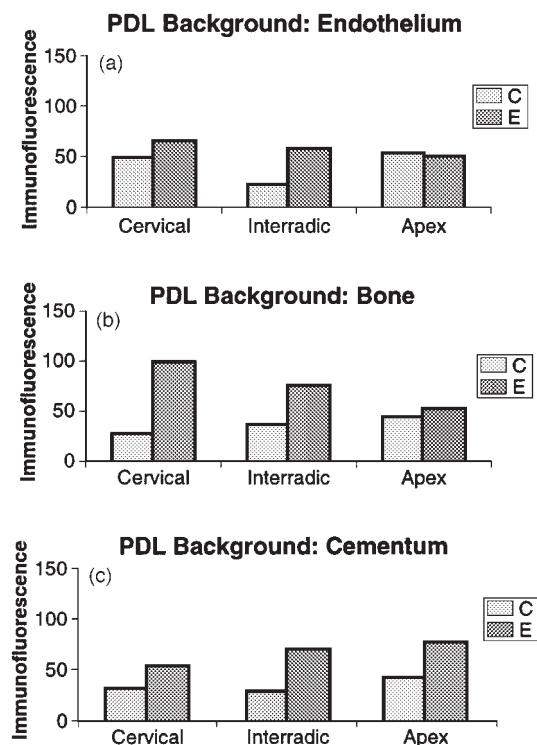 PDL Background: Endothelium
(a)
Immunofluorescence
150
100
50
0
Cervical Interradic Apex
C
E
PDL Background: Bone
(b)
Immunofluorescence
150
100
50
0
Cervical Interradic Apex
C
E
PDL Background: Cementum
(c)
Immunofluorescence
150
100
50
0
Cervical Interradic Apex
C
E